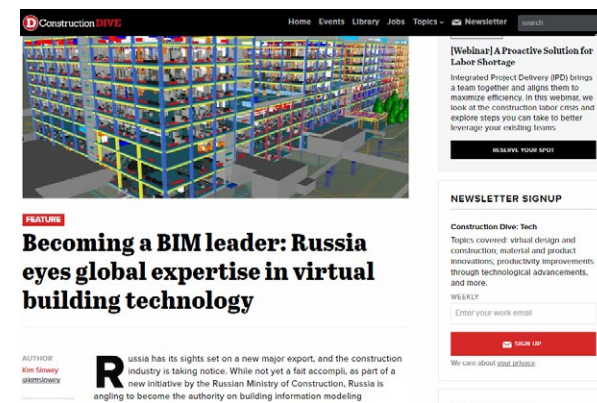 Construction DIVE
Home Events Library Jobs Topics Newsletter search
[Webinar] A Proactive Solution for
Labor Shortage
Integrated Project Delivery (IPD) brings
a team together and aligns them to
maximize efficiency. In this webinar, we
look at the construction labor crisis and
explore steps you can take to better
leverage your existing teams
RESERVE YOUR SPOT
FEATURE
Becoming a BIM leader: Russia
eyes global expertise in virtual
building technology
AUTHOR
Kim Slowey
@kimslowey
Russia has its sights set on a new major export, and the construction
industry is taking notice. While not yet a fait accompli, as part of a
new initiative by the Russian Ministry of Construction, Russia is
angling to become the authority on building information modeling
NEWSLETTER SIGNUP
Construction Dive: Tech
Topics covered: virtual design and
construction; material and product
innovations; productivity improvements
through technological advancements,
and more.
WEEKLY
Enter your work email
SIGN UP
We care about your privacy.